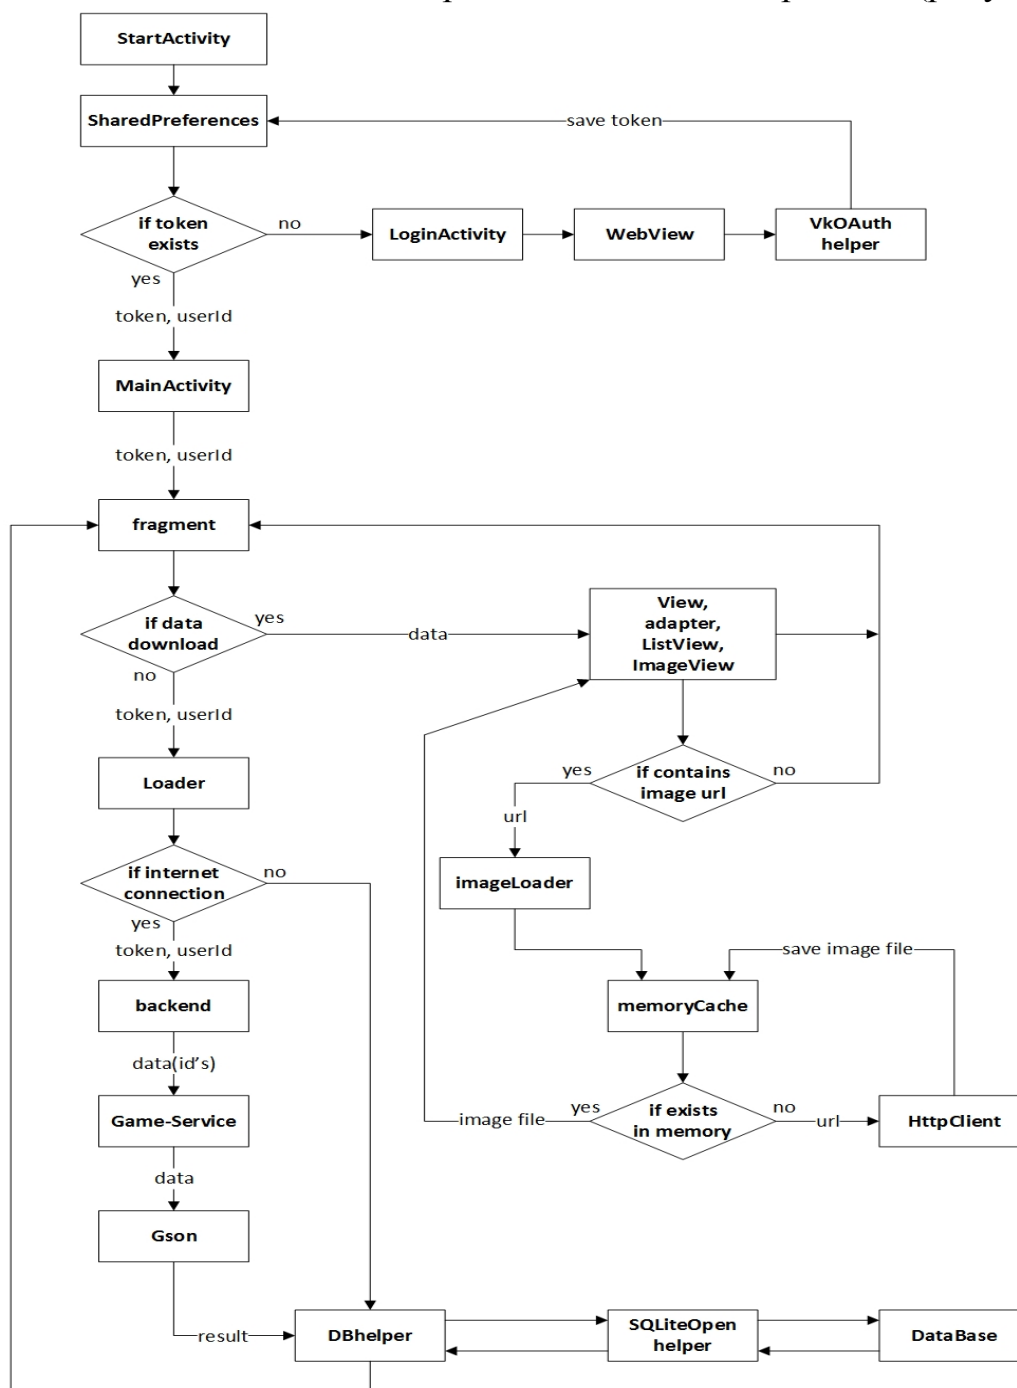 StartActivity
SharedPreferences
save token
if token
exists
no
LoginActivity
WebView
VkOAuth
helper
yes
token, userId
MainActivity
token, userId
fragment
if data
download
yes
data
View,
adapter,
ListView,
ImageView
no
token, userId
Loader
if contains
image url
yes
no
url
imageLoader
if internet
connection
no
yes
token, userId
save image file
backend
memoryCache
data(id's)
Game-Service
image file
yes
if exists
in memory
no
url
HttpClient
data
Gson
result
DBhelper
SQLiteOpen
helper
DataBase